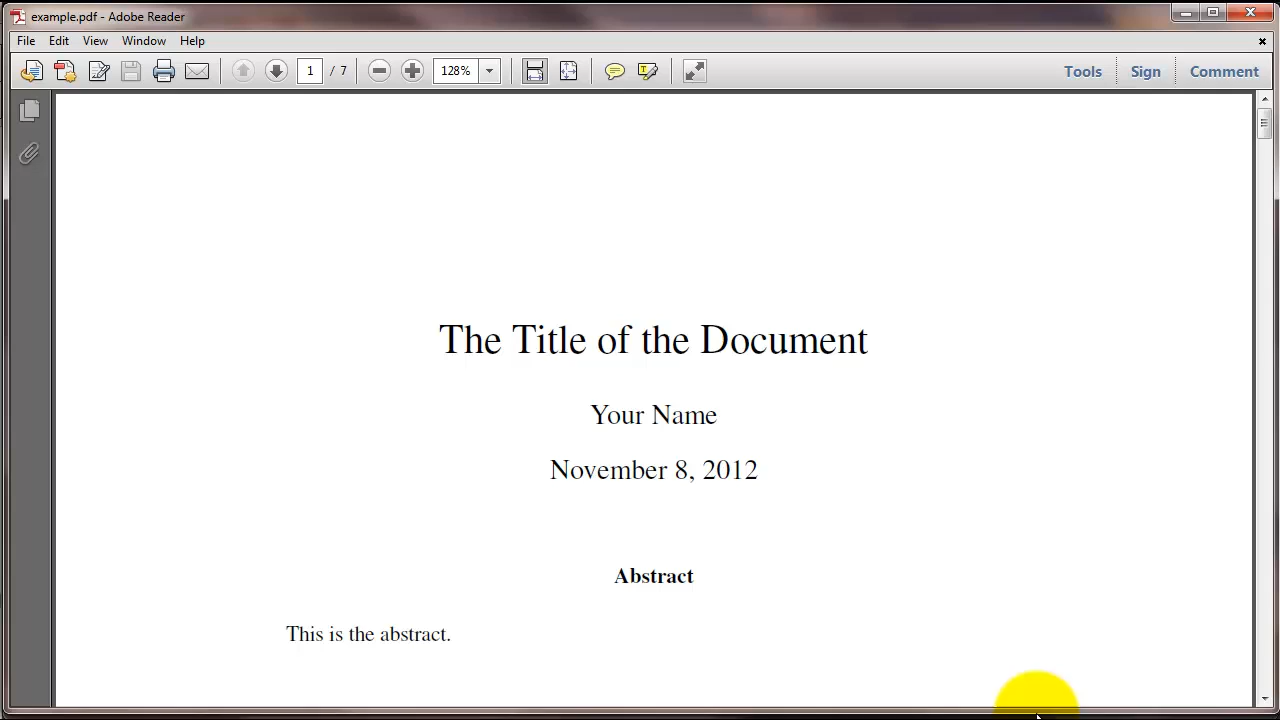 example.pdf - Adobe Reader
File Edit View Window Help
1 / 7 128% Tools Sign Comment
The Title of the Document
Your Name
November 8, 2012
Abstract
This is the abstract.